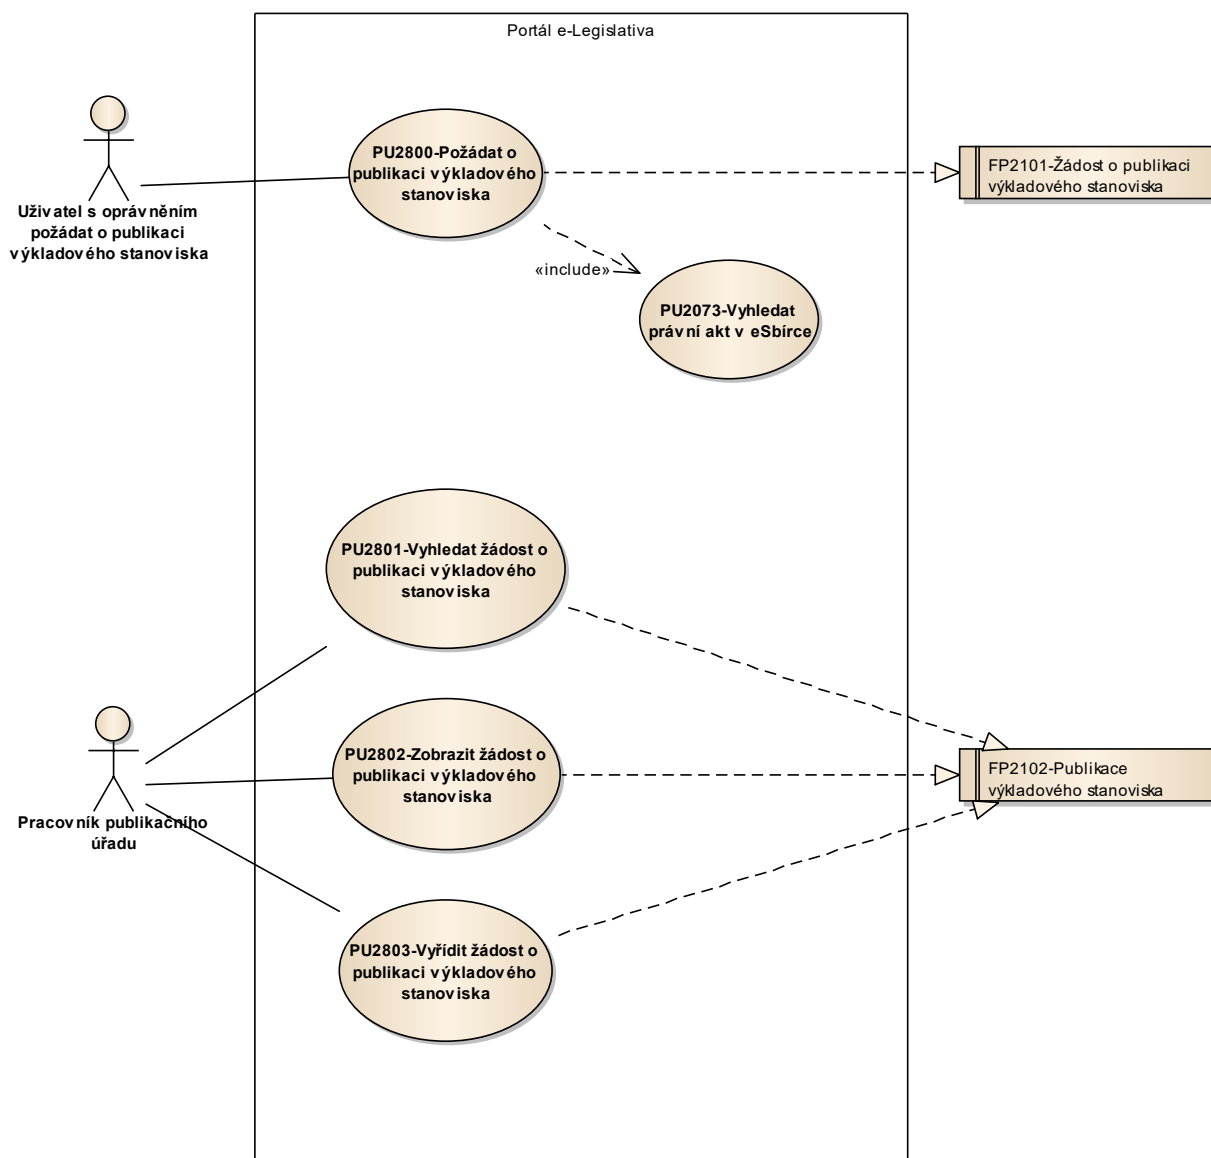 Portál e-Legislativa
Uživatel s oprávněním
požádat o publikaci
výkladového stanoviska
PU2800-Požádat o
publikaci výkladového
stanoviska
FP2101-Žádost o publikaci
výkladového stanoviska
«include»
PU2073-Vyhledat
právní akt v eSbírce
PU2801-Vyhledat žádost o
publikaci výkladového
stanoviska
Pracovník publikačního
úřadu
PU2802-Zobrazit žádost o
publikaci výkladového
stanoviska
FP2102-Publikace
výkladového stanoviska
PU2803-Vyřídit žádost o
publikaci výkladového
stanoviska